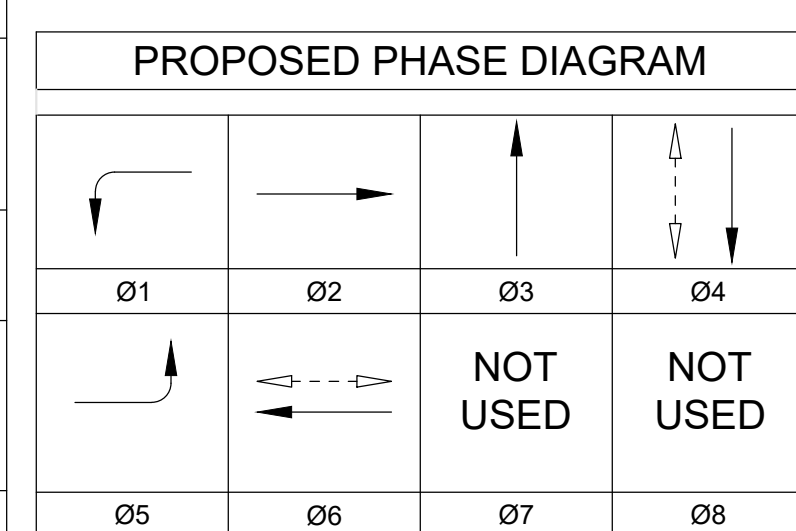 PROPOSED PHASE DIAGRAM
Ø1
Ø2
Ø3
Ø4
NOT
USED
NOT
USED
Ø5
Ø6
Ø7
Ø8